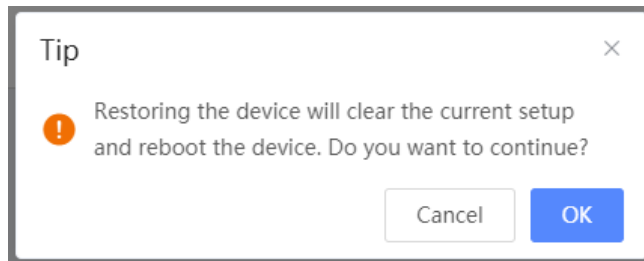 Tip
Restoring the device will clear the current setup
and reboot the device. Do you want to continue?
Cancel
OK